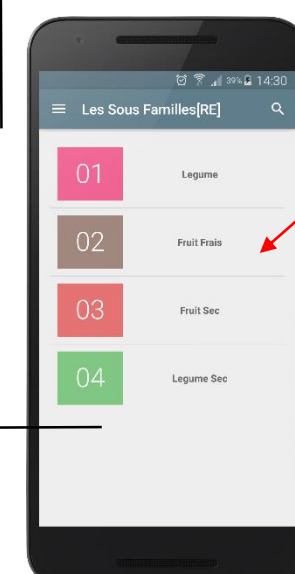 39% 14:30
Les Sous Familles[RE]
01 Legume
02 Fruit Frais
03 Fruit Sec
04 Legume Sec